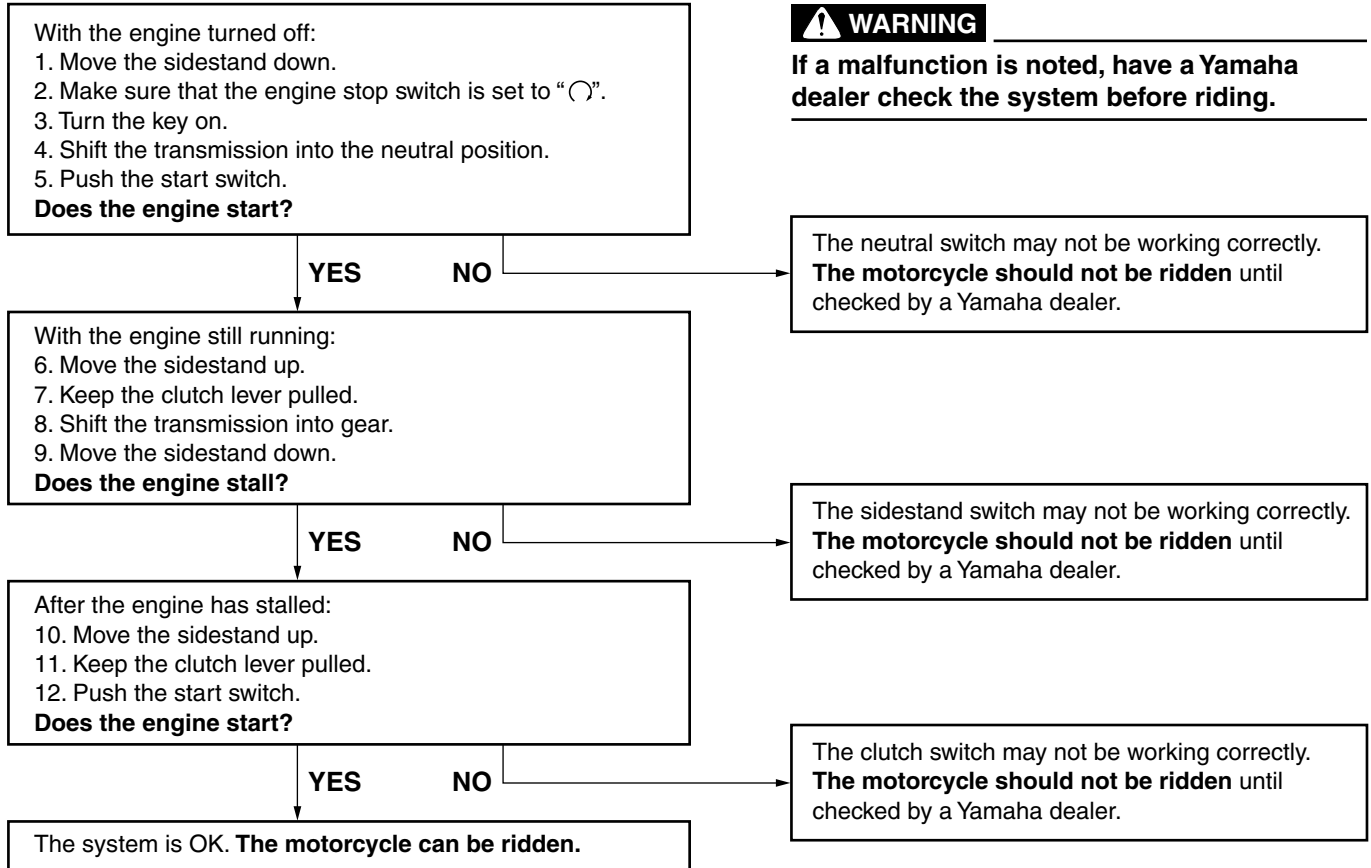 With the engine turned off:
1. Move the sidestand down.
2. Make sure that the engine stop switch is set to “◯”.
3. Turn the key on.
4. Shift the transmission into the neutral position.
5. Push the start switch.
Does the engine start?
WARNING
If a malfunction is noted, have a Yamaha
dealer check the system before riding.
YES NO
The neutral switch may not be working correctly.
The motorcycle should not be ridden until
checked by a Yamaha dealer.
With the engine still running:
6. Move the sidestand up.
7. Keep the clutch lever pulled.
8. Shift the transmission into gear.
9. Move the sidestand down.
Does the engine stall?
YES NO
The sidestand switch may not be working correctly.
The motorcycle should not be ridden until
checked by a Yamaha dealer.
After the engine has stalled:
10. Move the sidestand up.
11. Keep the clutch lever pulled.
12. Push the start switch.
Does the engine start?
YES NO
The clutch switch may not be working correctly.
The motorcycle should not be ridden until
checked by a Yamaha dealer.
The system is OK. The motorcycle can be ridden.